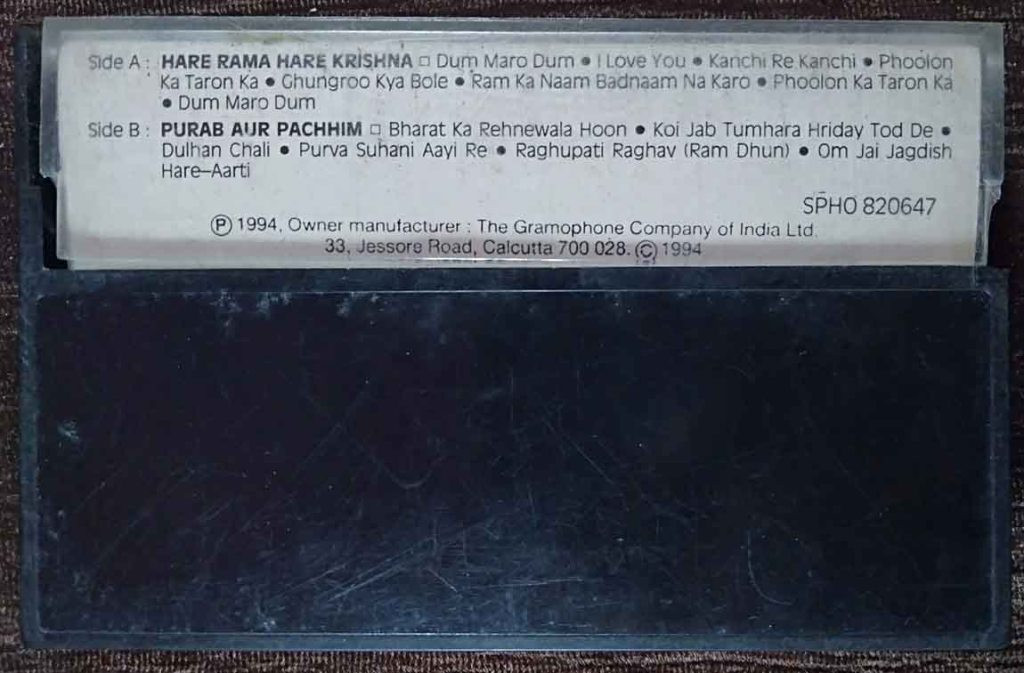 Side A : HARE RAMA HARE KRISHNA □ Dum Maro Dum ● I Love You ● Kanchi Re Kanchi ● Phoolon
Ka Taron Ka ● Ghungroo Kya Bole ● Ram Ka Naam Badnaam Na Karo ● Phoolon Ka Taron Ka
● Dum Maro Dum
Side B : PURAB AUR PACHHIM □ Bharat Ka Rehnewala Hoon ● Koi Jab Tumhara Hriday Tod De ●
Dulhan Chali ● Purva Suhani Aayi Re ● Raghupati Raghav (Ram Dhun) ● Om Jai Jagdish
Hare–Aarti
SPHO 820647
Ⓟ 1994, Owner manufacturer : The Gramophone Company of India Ltd.
33, Jessore Road, Calcutta 700 028. © 1994